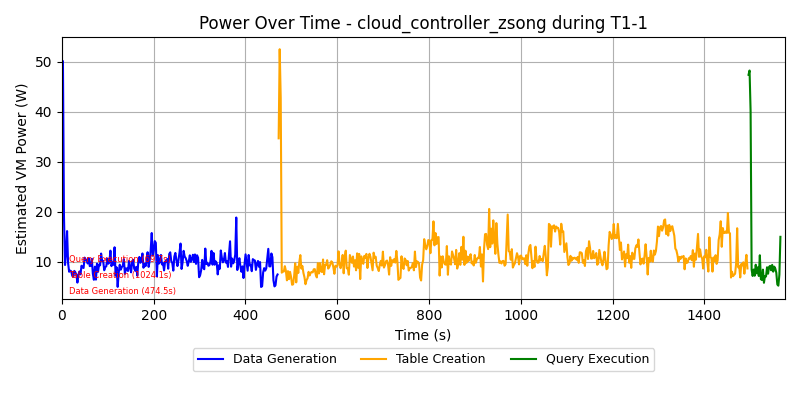 Power Over Time - cloud_controller_zsong during T1-1
Estimated VM Power (W)
50
40
30
20
10
Table Creation (1024.1s)
Data Generation (474.5s)
0
200
400
600
800
1000
1200
1400
Time (s)
Data Generation
Table Creation
Query Execution